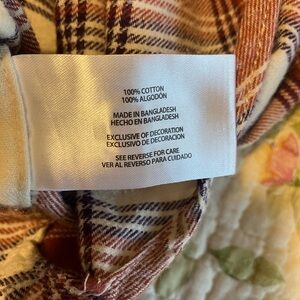 100% COTTON
100% ALGODÓN
MADE IN BANGLADESH
HECHO EN BANGLADESH
EXCLUSIVE OF DECORATION
EXCLUSIVO DE DECORACION
SEE REVERSE FOR CARE
VER AL REVERSO PARA CUIDADO